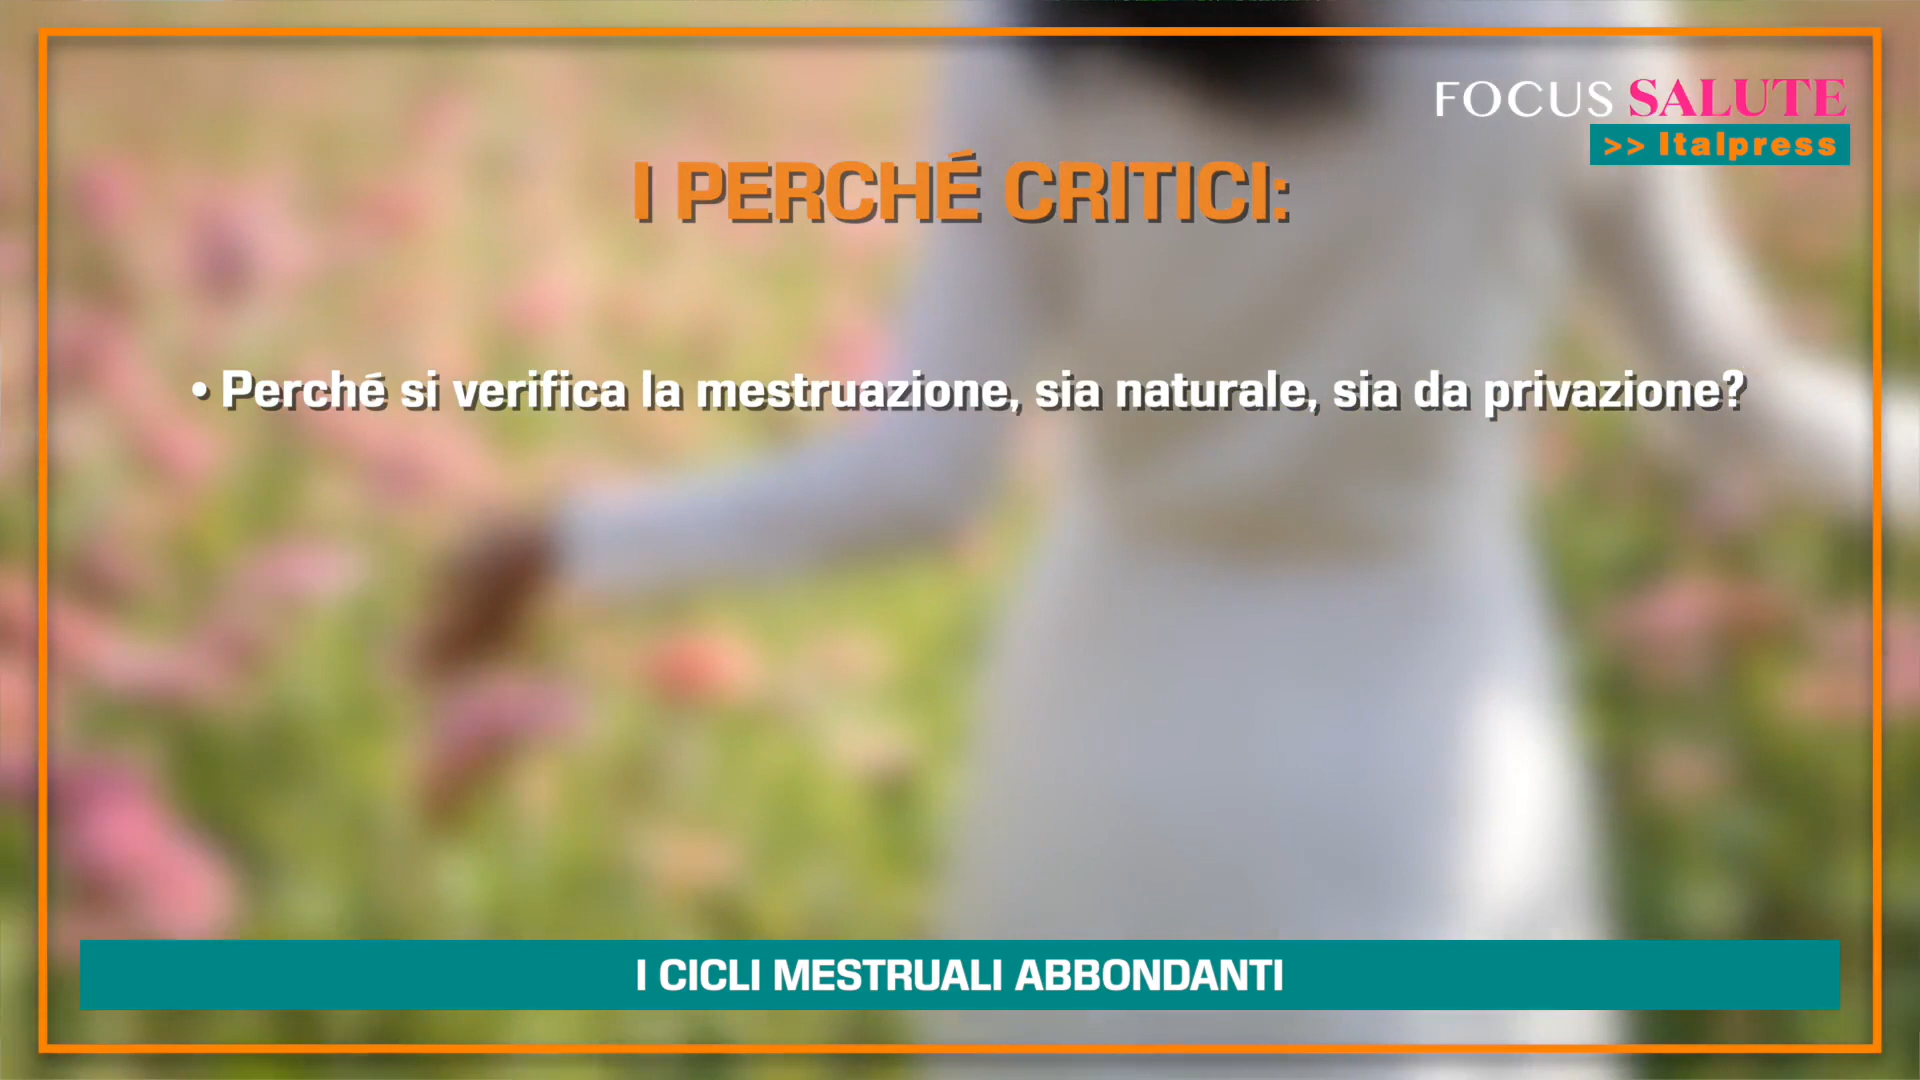 FOCUS SALUTE
>> Italpress
I PERCHÉ CRITICI:
• Perché si verifica la mestruazione, sia naturale, sia da privazione?
I CICLI MESTRUALI ABBONDANTI